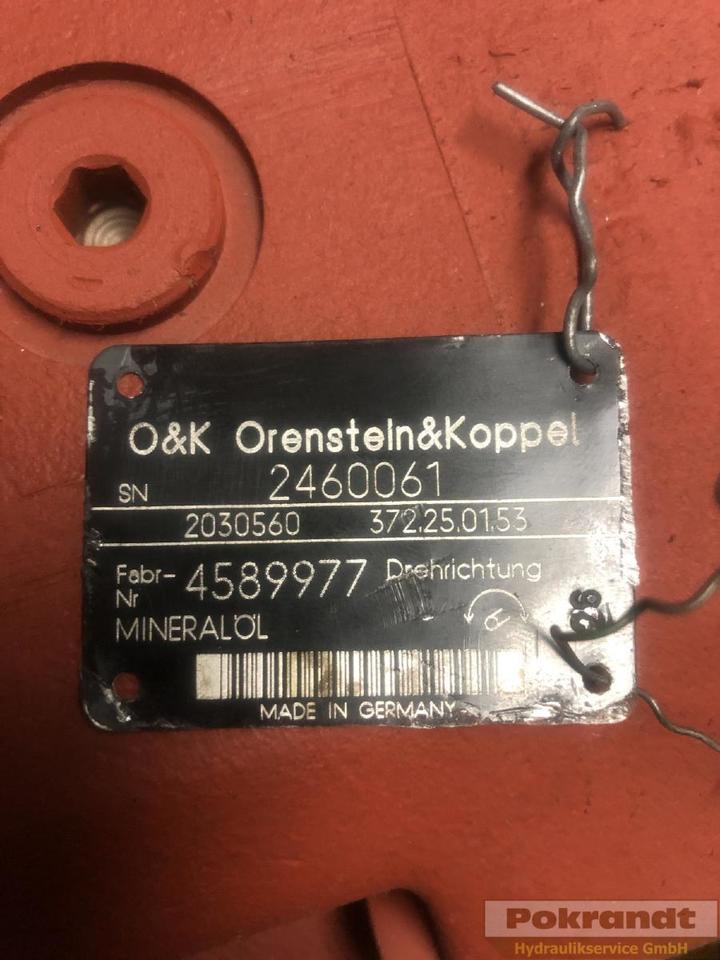 O&K Orenstein&Koppel
SN 2460061
2030560 372.25.01.53
Fabr-Nr 4589977 Drehrichtung
MINERALÖL
MADE IN GERMANY
Pokrandt
Hydraulikservice GmbH